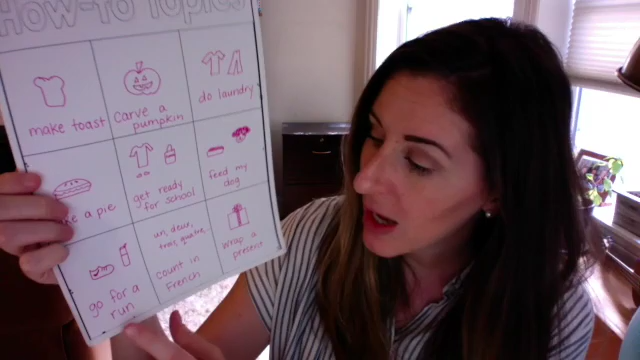 How-To Topics
make toast
carve a
pumpkin
do laundry
a pie
get ready
for school
feed my
dog
go for a
run
un, deux,
trois, quatre...
count in
French
wrap a
present